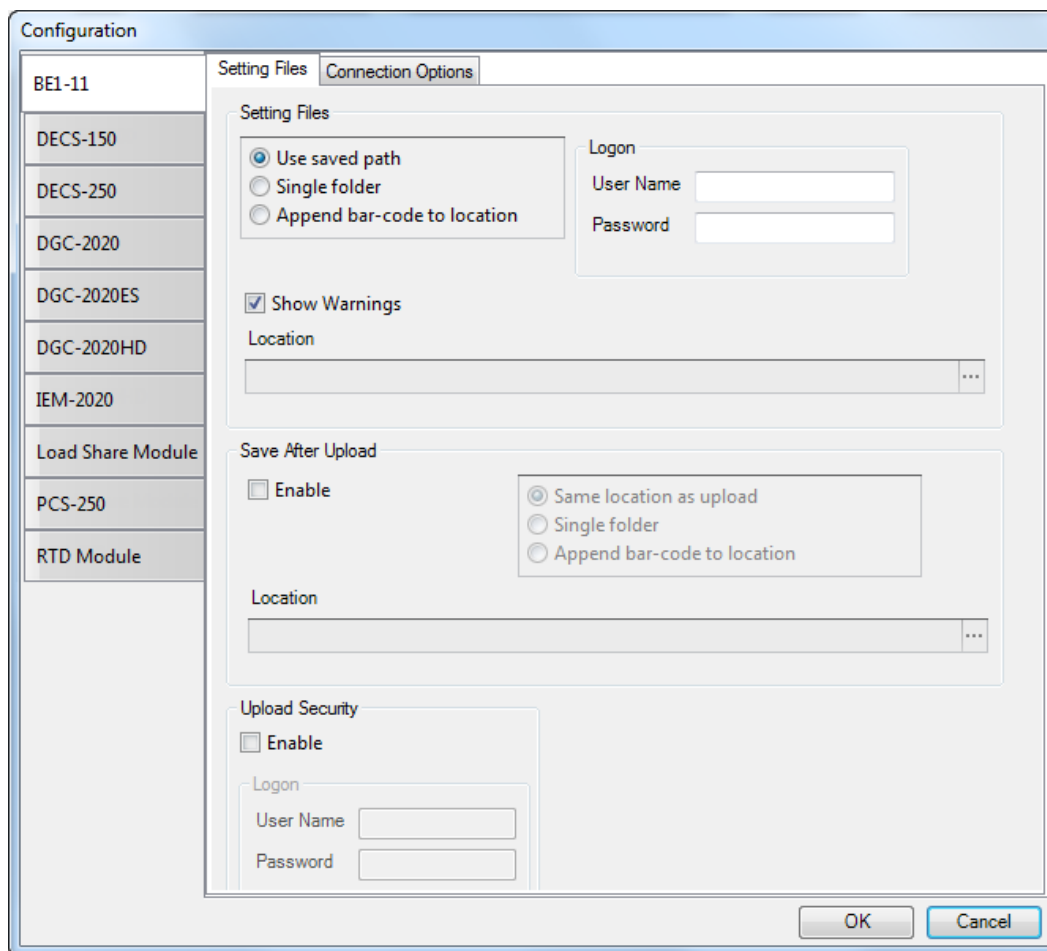 Configuration
BE1-11
DECS-150
DECS-250
DGC-2020
DGC-2020ES
DGC-2020HD
IEM-2020
Load Share Module
PCS-250
RTD Module
Setting Files
Connection Options
Setting Files
Use saved path
Single folder
Append bar-code to location
Logon
User Name
Password
Show Warnings
Location
...
Save After Upload
Enable
Same location as upload
Single folder
Append bar-code to location
Location
...
Upload Security
Enable
Logon
User Name
Password
OK
Cancel